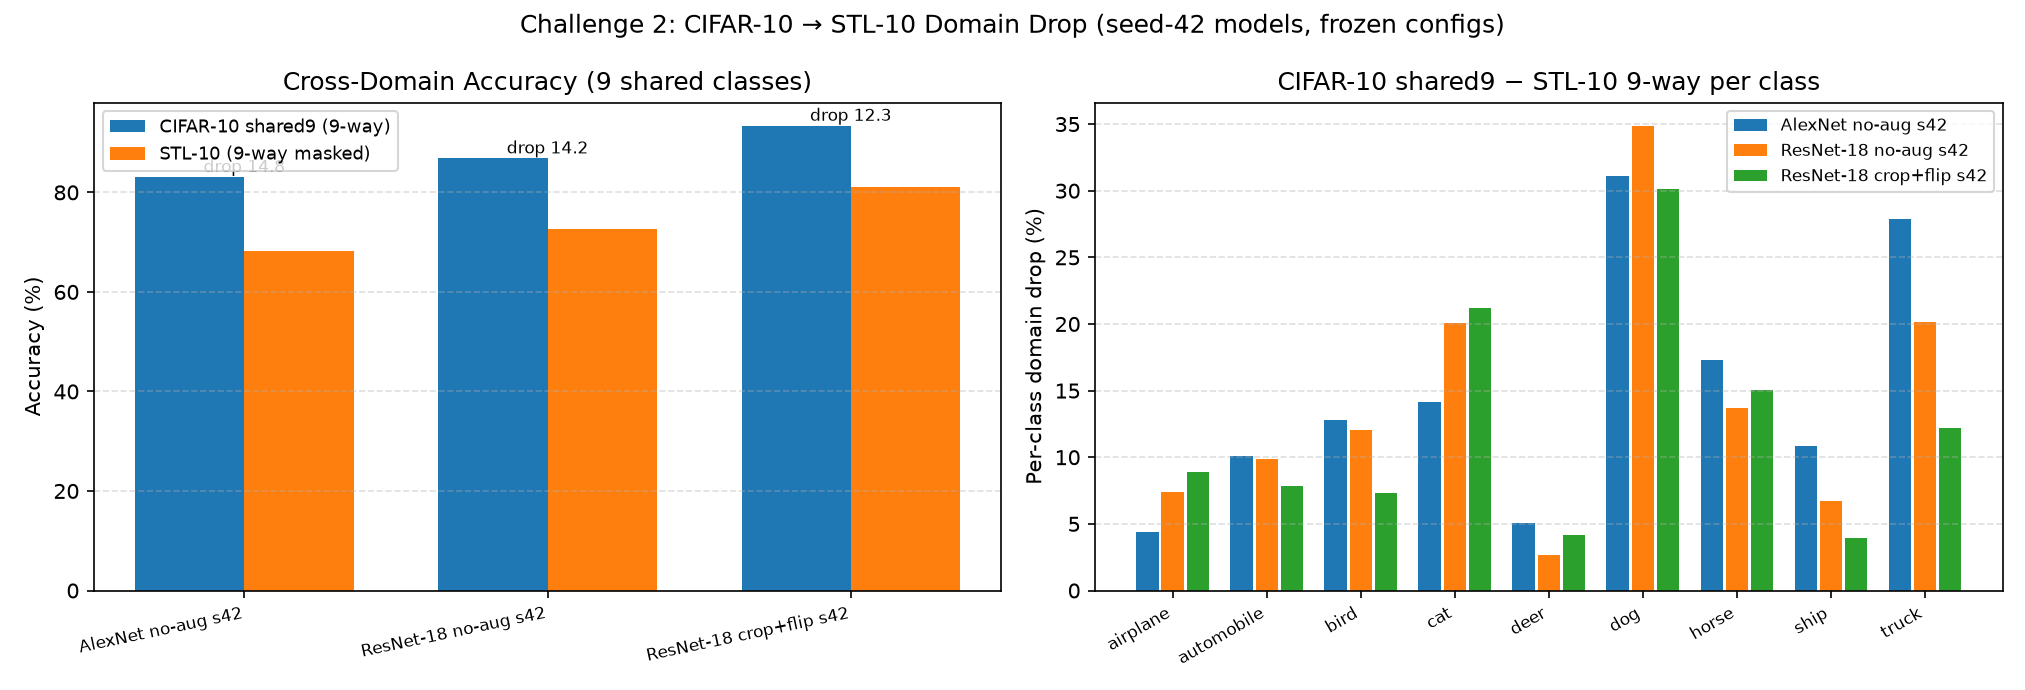 Challenge 2: CIFAR-10 → STL-10 Domain Drop (seed-42 models, frozen configs)
Cross-Domain Accuracy (9 shared classes)
CIFAR-10 shared9 (9-way)
STL-10 (9-way masked)
drop 14.8
drop 14.2
drop 12.3
Accuracy (%)
80
60
40
20
0
AlexNet no-aug s42
ResNet-18 no-aug s42
ResNet-18 crop+flip s42
CIFAR-10 shared9 − STL-10 9-way per class
AlexNet no-aug s42
ResNet-18 no-aug s42
ResNet-18 crop+flip s42
Per-class domain drop (%)
35
30
25
20
15
10
5
0
airplane
automobile
bird
cat
deer
dog
horse
ship
truck